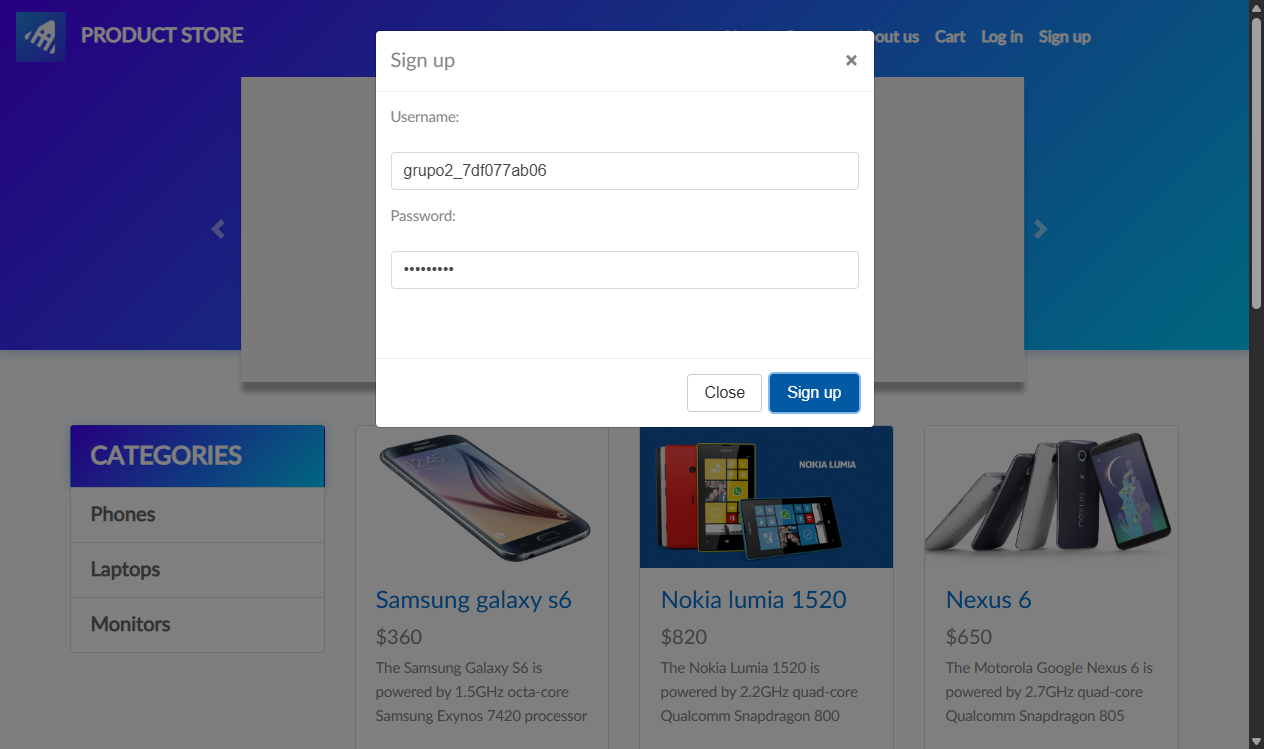 PRODUCT STORE
out us
Cart
Log in
Sign up
Sign up
×
Username:
grupo2_7df077ab06
Password:
•••••••••
Close
Sign up
CATEGORIES
Phones
Laptops
Monitors
12:45
Samsung galaxy s6
$360
The Samsung Galaxy S6 is
powered by 1.5GHz octa-core
Samsung Exynos 7420 processor
NOKIA LUMIA
Nokia lumia 1520
$820
The Nokia Lumia 1520 is
powered by 2.2GHz quad-core
Qualcomm Snapdragon 800
nexus
Nexus 6
$650
The Motorola Google Nexus 6 is
powered by 2.7GHz quad-core
Qualcomm Snapdragon 805